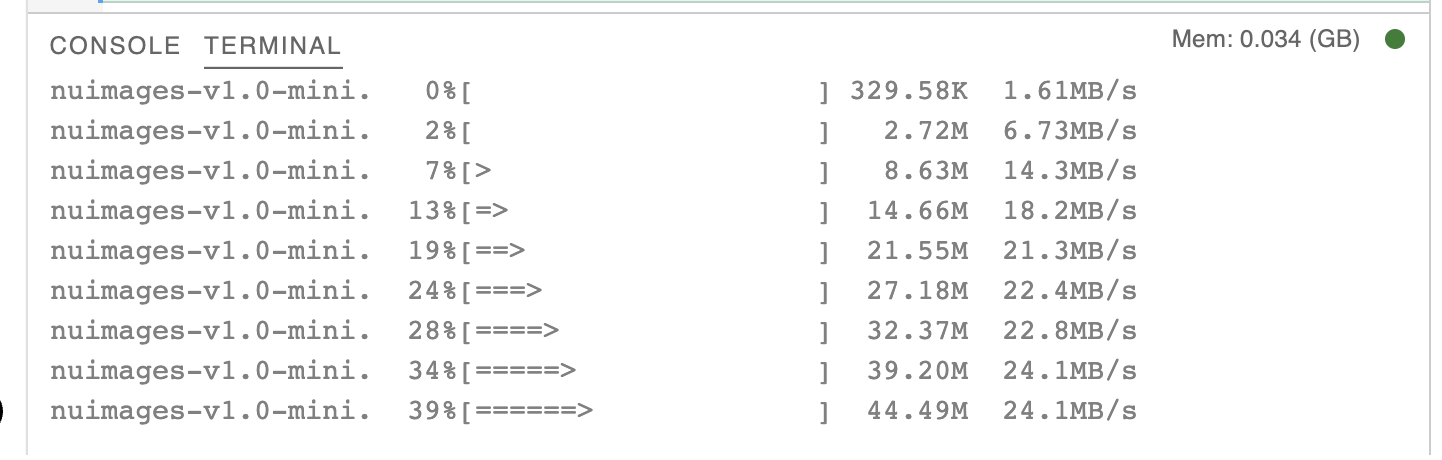 CONSOLE TERMINAL Mem: 0.034 (GB)
nuimages-v1.0-mini.   0%[                    ] 329.58K  1.61MB/s
nuimages-v1.0-mini.   2%[                    ]   2.72M  6.73MB/s
nuimages-v1.0-mini.   7%[>                   ]   8.63M  14.3MB/s
nuimages-v1.0-mini.  13%[=>                  ]  14.66M  18.2MB/s
nuimages-v1.0-mini.  19%[==>                 ]  21.55M  21.3MB/s
nuimages-v1.0-mini.  24%[===>                ]  27.18M  22.4MB/s
nuimages-v1.0-mini.  28%[====>               ]  32.37M  22.8MB/s
nuimages-v1.0-mini.  34%[=====>              ]  39.20M  24.1MB/s
nuimages-v1.0-mini.  39%[======>             ]  44.49M  24.1MB/s